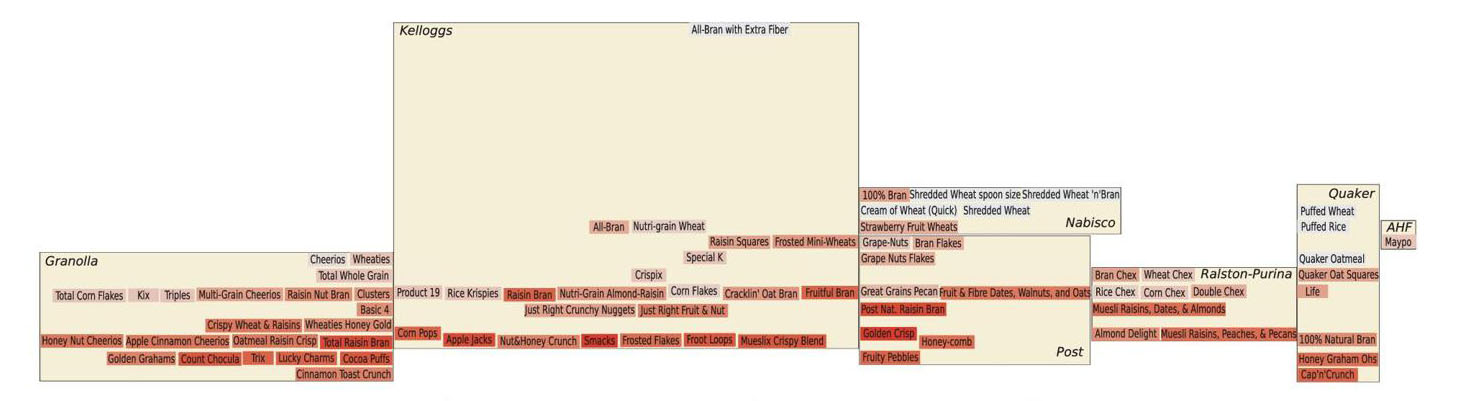 Kelloggs
All-Bran with Extra Fiber
All-Bran Nutri-grain Wheat
Raisin Squares Frosted Mini-Wheats
Special K
Crispix
Product 19 Rice Krispies Raisin Bran Nutri-Grain Almond-Raisin Corn Flakes Cracklin' Oat Bran Fruitful Bran
Just Right Crunchy Nuggets Just Right Fruit & Nut
Corn Pops Apple Jacks Nut&Honey Crunch Smacks Frosted Flakes Froot Loops Mueslix Crispy Blend
Granolla
Cheerios Wheaties
Total Whole Grain
Total Corn Flakes Kix Triples Multi-Grain Cheerios Raisin Nut Bran Clusters
Basic 4
Crispy Wheat & Raisins Wheaties Honey Gold
Honey Nut Cheerios Apple Cinnamon Cheerios Oatmeal Raisin Crisp Total Raisin Bran
Golden Grahams Count Chocula Trix Lucky Charms Cocoa Puffs
Cinnamon Toast Crunch
100% Bran Shredded Wheat spoon size Shredded Wheat 'n'Bran
Cream of Wheat (Quick) Shredded Wheat
Nabisco
Strawberry Fruit Wheats
Grape-Nuts Bran Flakes
Grape Nuts Flakes
Great Grains Pecan Fruit & Fibre Dates, Walnuts, and Oats
Post Nat. Raisin Bran
Golden Crisp
Honey-comb
Fruity Pebbles
Post
Bran Chex Wheat Chex Ralston-Purina
Rice Chex Corn Chex Double Chex
Muesli Raisins, Dates, & Almonds
Almond Delight Muesli Raisins, Peaches, & Pecans
Quaker
Puffed Wheat
Puffed Rice
Quaker Oatmeal
Quaker Oat Squares
Life
100% Natural Bran
Honey Graham Ohs
Cap'n'Crunch
AHF
Maypo